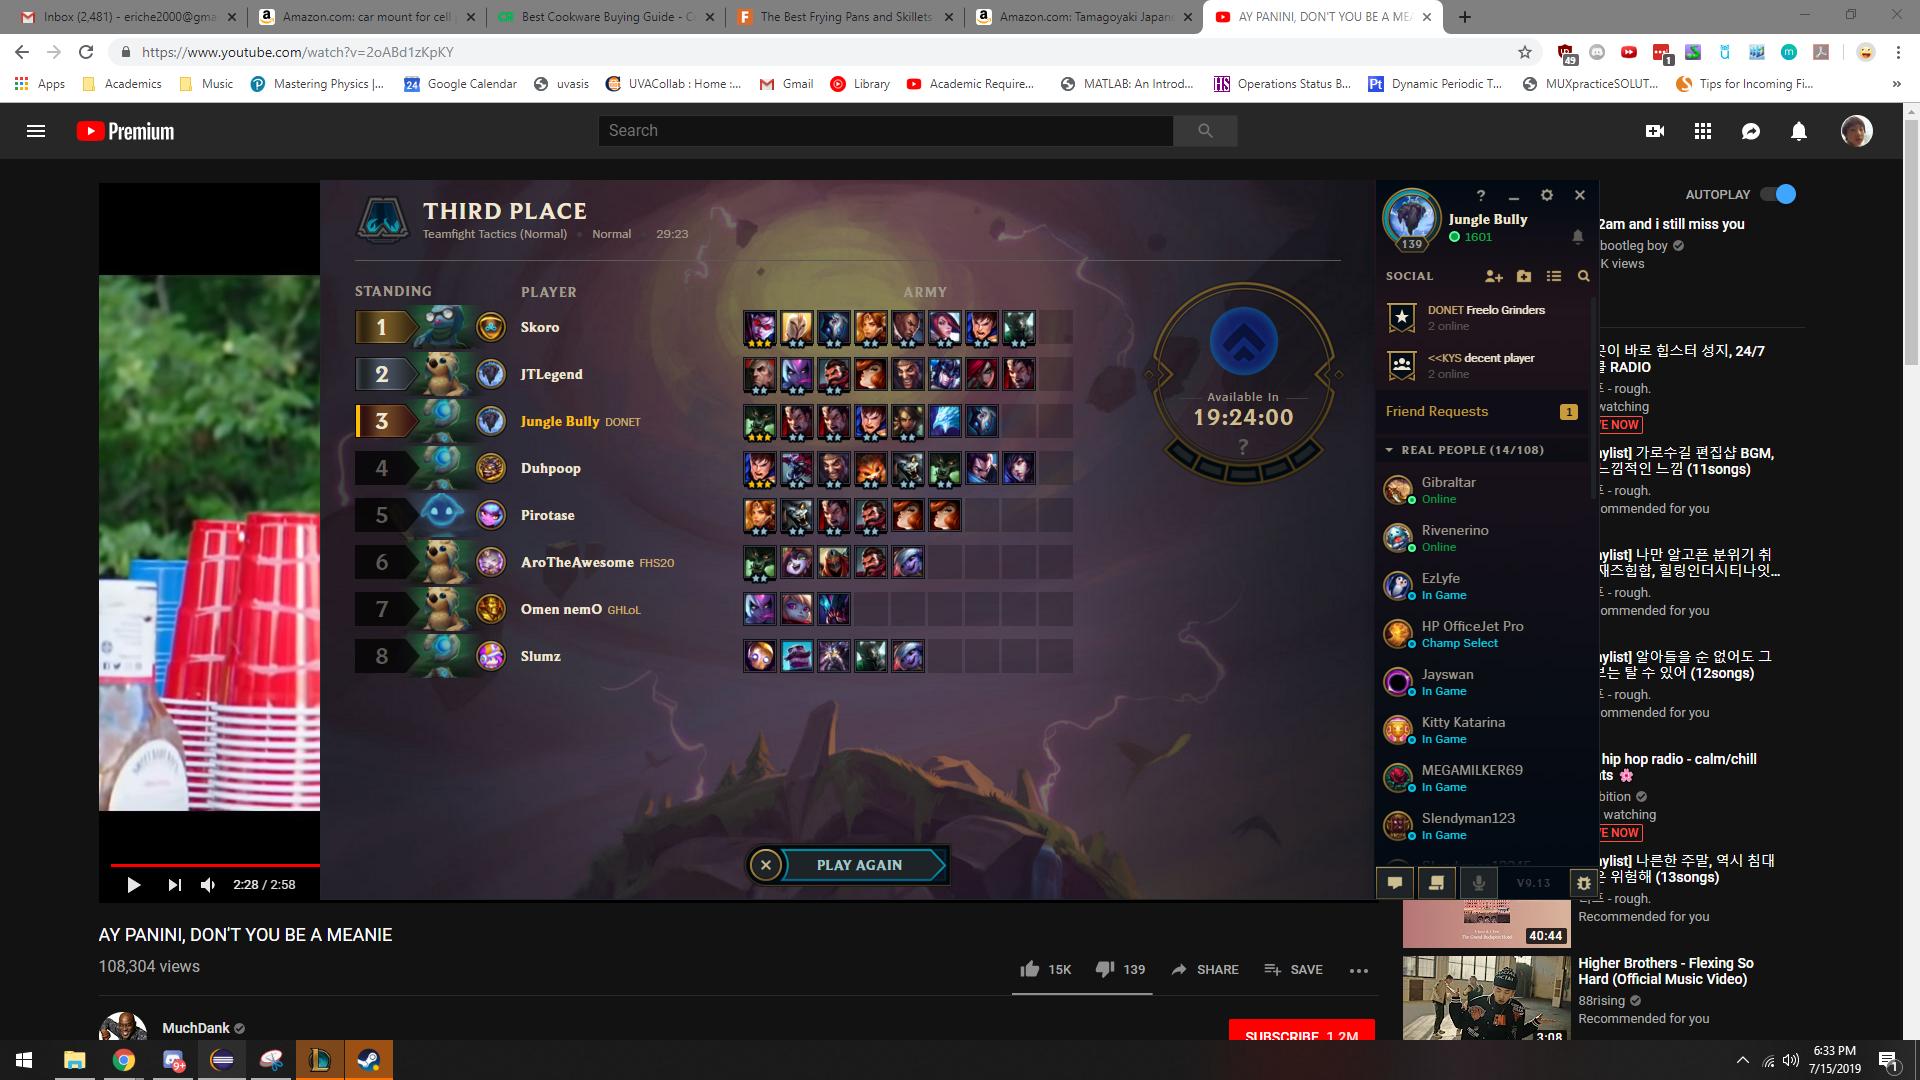 Inbox (2,481) - eriche2000@gma
Amazon.com: car mount for cell
Best Cookware Buying Guide - C
The Best Frying Pans and Skillets
Amazon.com: Tamagoyaki Japan
AY PANINI, DON'T YOU BE A MEA
https://www.youtube.com/watch?v=2oABd1zKpKY
49
1
Apps
Academics
Music
Mastering Physics |...
24
Google Calendar
uvasis
UVACollab : Home :...
Gmail
Library
Academic Require...
MATLAB: An Introd...
HS
Operations Status B...
Pt
Dynamic Periodic T...
MUXpracticeSOLUT...
Tips for Incoming Fi...
»
Premium
Search
THIRD PLACE
Teamfight Tactics (Normal) • Normal • 29:23
STANDING PLAYER ARMY
1 Skoro
2 JTLegend
3 Jungle Bully DONET
4 Duhpoop
5 Pirotase
6 AroTheAwesome FHS20
7 Omen nemO GHLoL
8 Slumz
Available In
19:24:00
?
PLAY AGAIN
?
Jungle Bully
1601
139
SOCIAL
DONET Freelo Grinders
2 online
<<KYS decent player
2 online
Friend Requests 1
REAL PEOPLE (14/108)
Gibraltar
Online
Rivenerino
Online
EzLyfe
In Game
HP OfficeJet Pro
Champ Select
Jayswan
In Game
Kitty Katarina
In Game
MEGAMILKER69
In Game
Slendyman123
In Game
V9.13
AUTOPLAY
2am and i still miss you
bootleg boy
K views
이 바로 힙스터 성지, 24/7
RADIO
- rough.
watching
VE NOW
ylist] 가로수길 편집샵 BGM,
느낌적인 느낌 (11songs)
- rough.
ommended for you
ylist] 나만 알고픈 분위기 취
재즈힙합, 힐링인더시티나잇...
- rough.
ommended for you
ylist] 알아들을 순 없어도 그
는 탈 수 있어 (12songs)
- rough.
ommended for you
hip hop radio - calm/chill
ts 🌸
bition
watching
VE NOW
ylist] 나른한 주말, 역시 침대
은 위험해 (13songs)
- rough.
Recommended for you
40:44
Higher Brothers - Flexing So
Hard (Official Music Video)
88rising
Recommended for you
3:08
2:28 / 2:58
AY PANINI, DON'T YOU BE A MEANIE
108,304 views
15K
139
SHARE
SAVE
MuchDank
SUBSCRIBE 1.2M
9+
6:33 PM
7/15/2019
1